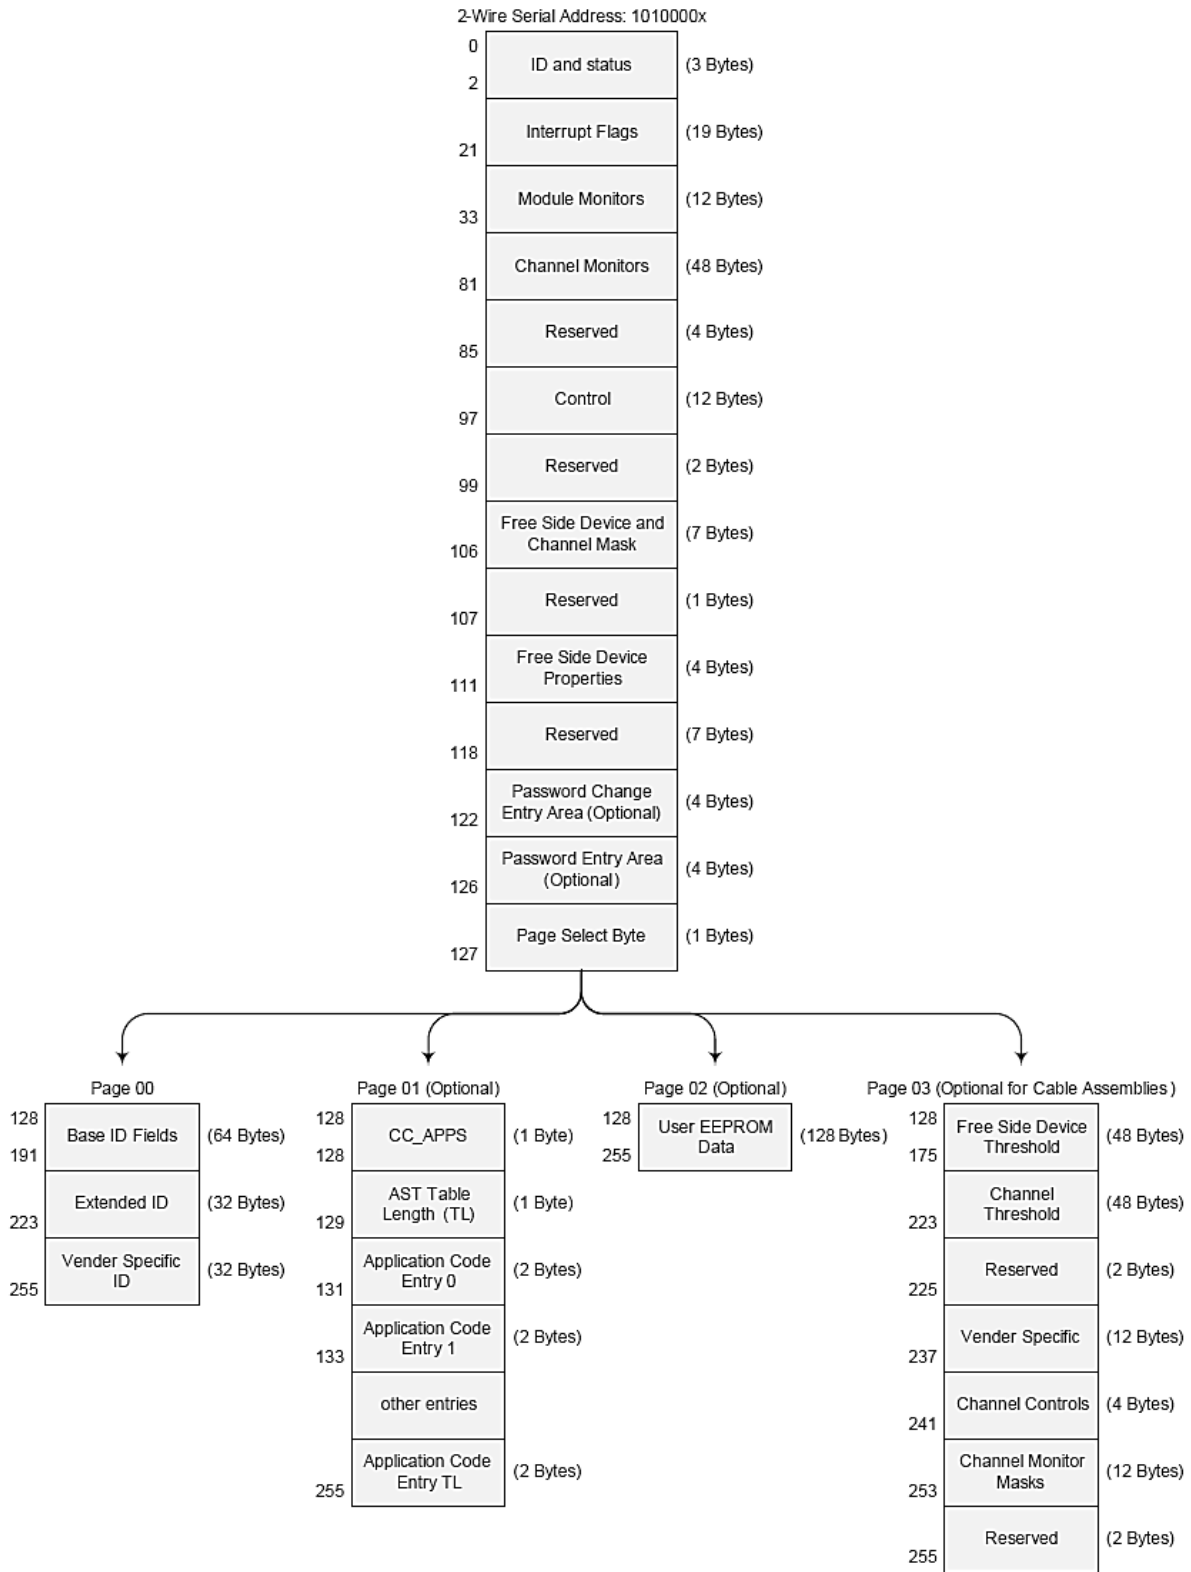 2-Wire Serial Address: 1010000x
0
ID and status
(3 Bytes)
2
Interrupt Flags
(19 Bytes)
21
Module Monitors
(12 Bytes)
33
Channel Monitors
(48 Bytes)
81
Reserved
(4 Bytes)
85
Control
(12 Bytes)
97
Reserved
(2 Bytes)
99
Free Side Device and
Channel Mask
(7 Bytes)
106
Reserved
(1 Bytes)
107
Free Side Device
Properties
(4 Bytes)
111
Reserved
(7 Bytes)
118
Password Change
Entry Area (Optional)
(4 Bytes)
122
Password Entry Area
(Optional)
(4 Bytes)
126
Page Select Byte
(1 Bytes)
127
Page 00
128
Base ID Fields
(64 Bytes)
191
Extended ID
(32 Bytes)
223
Vender Specific
ID
(32 Bytes)
255
Page 01 (Optional)
128
CC_APPS
(1 Byte)
128
AST Table
Length (TL)
(1 Byte)
129
Application Code
Entry 0
(2 Bytes)
131
Application Code
Entry 1
(2 Bytes)
133
other entries
Application Code
Entry TL
(2 Bytes)
255
Page 02 (Optional)
128
User EEPROM
Data
(128 Bytes)
255
Page 03 (Optional for Cable Assemblies)
128
Free Side Device
Threshold
(48 Bytes)
175
Channel
Threshold
(48 Bytes)
223
Reserved
(2 Bytes)
225
Vender Specific
(12 Bytes)
237
Channel Controls
(4 Bytes)
241
Channel Monitor
Masks
(12 Bytes)
253
Reserved
(2 Bytes)
255